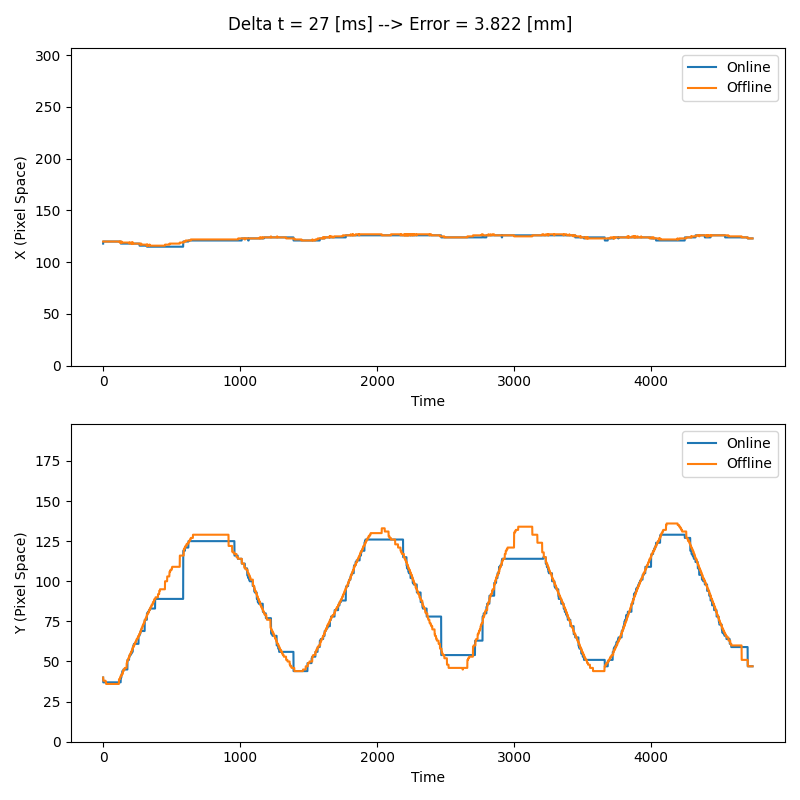 Delta t = 27 [ms] --> Error = 3.822 [mm]
300
250
200
150
100
50
0
X (Pixel Space)
Online
Offline
0 1000 2000 3000 4000
Time
175
150
125
100
75
50
25
0
Y (Pixel Space)
Online
Offline
0 1000 2000 3000 4000
Time